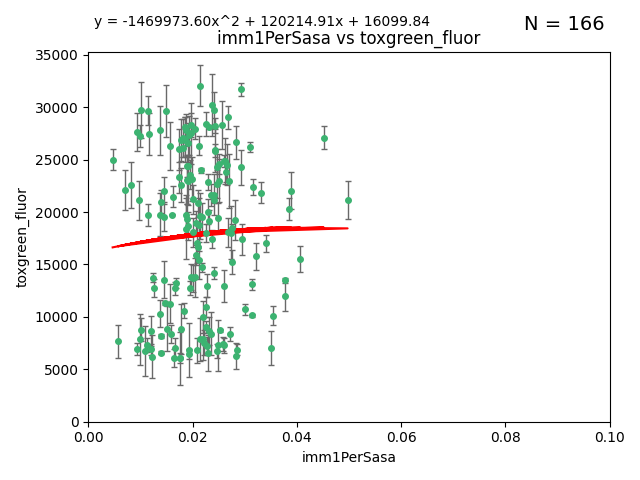 y = -1469973.60x^2 + 120214.91x + 16099.84
N = 166
imm1PerSasa vs toxgreen_fluor
35000
30000
25000
20000
15000
10000
5000
0
toxgreen_fluor
0.00 0.02 0.04 0.06 0.08 0.10
imm1PerSasa